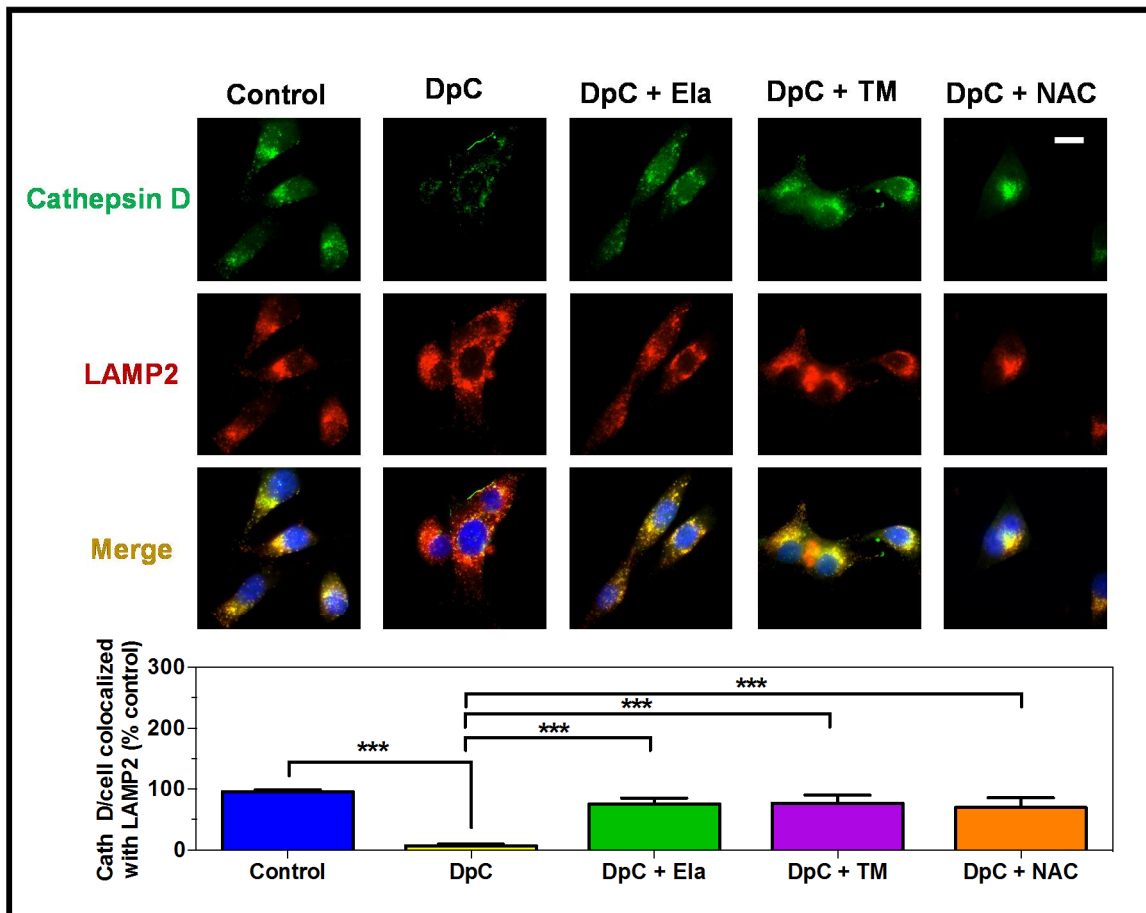 Control DpC DpC + Ela DpC + TM DpC + NAC
Cathepsin D
LAMP2
Merge
Cath D/cell colocalized
with LAMP2 (% control)
300
200
100
0
***
***
***
***
Control DpC DpC + Ela DpC + TM DpC + NAC